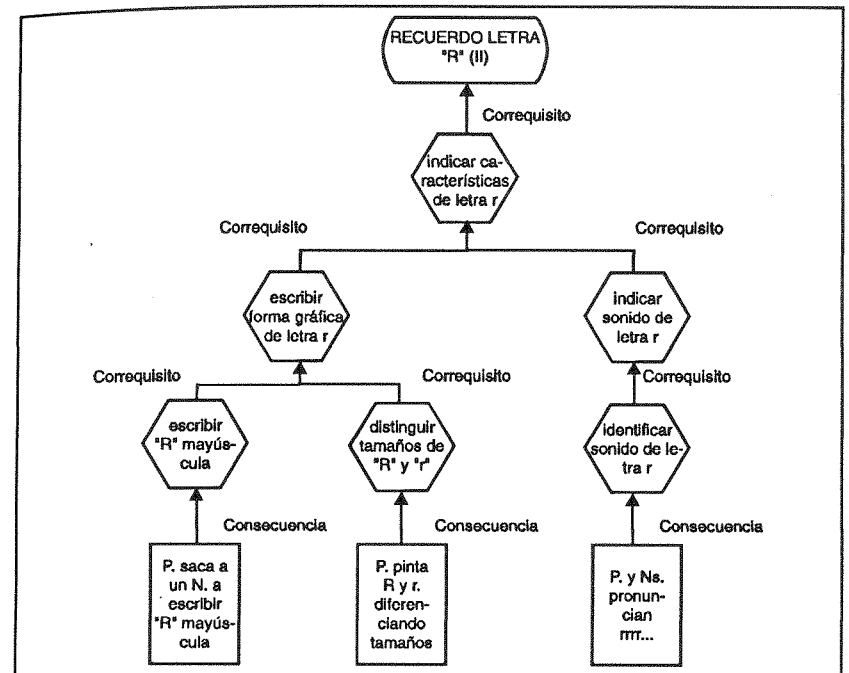 RECUERDO LETRA
"R" (II)
Correquisito
indicar ca-
racterísticas
de letra r
Correquisito
Correquisito
escribir
forma gráfica
de letra r
indicar
sonido de
letra r
Correquisito
Correquisito
Correquisito
escribir
"R" mayús-
cula
distinguir
tamaños de
"R" y "r"
identificar
sonido de le-
tra r
Consecuencia
Consecuencia
Consecuencia
P. saca a
un N. a
escribir
"R" mayús-
cula
P. pinta
R y r.
diferen-
ciando
tamaños
P. y Ns.
pronun-
cian
rrrr...